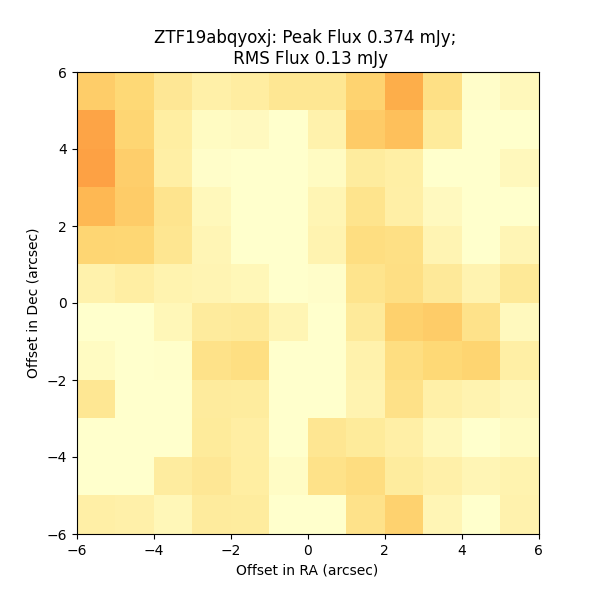 ZTF19abqyoxj: Peak Flux 0.374 mJy;
RMS Flux 0.13 mJy
6
4
2
0
−2
−4
−6
Offset in Dec (arcsec)
−6 −4 −2 0 2 4 6
Offset in RA (arcsec)